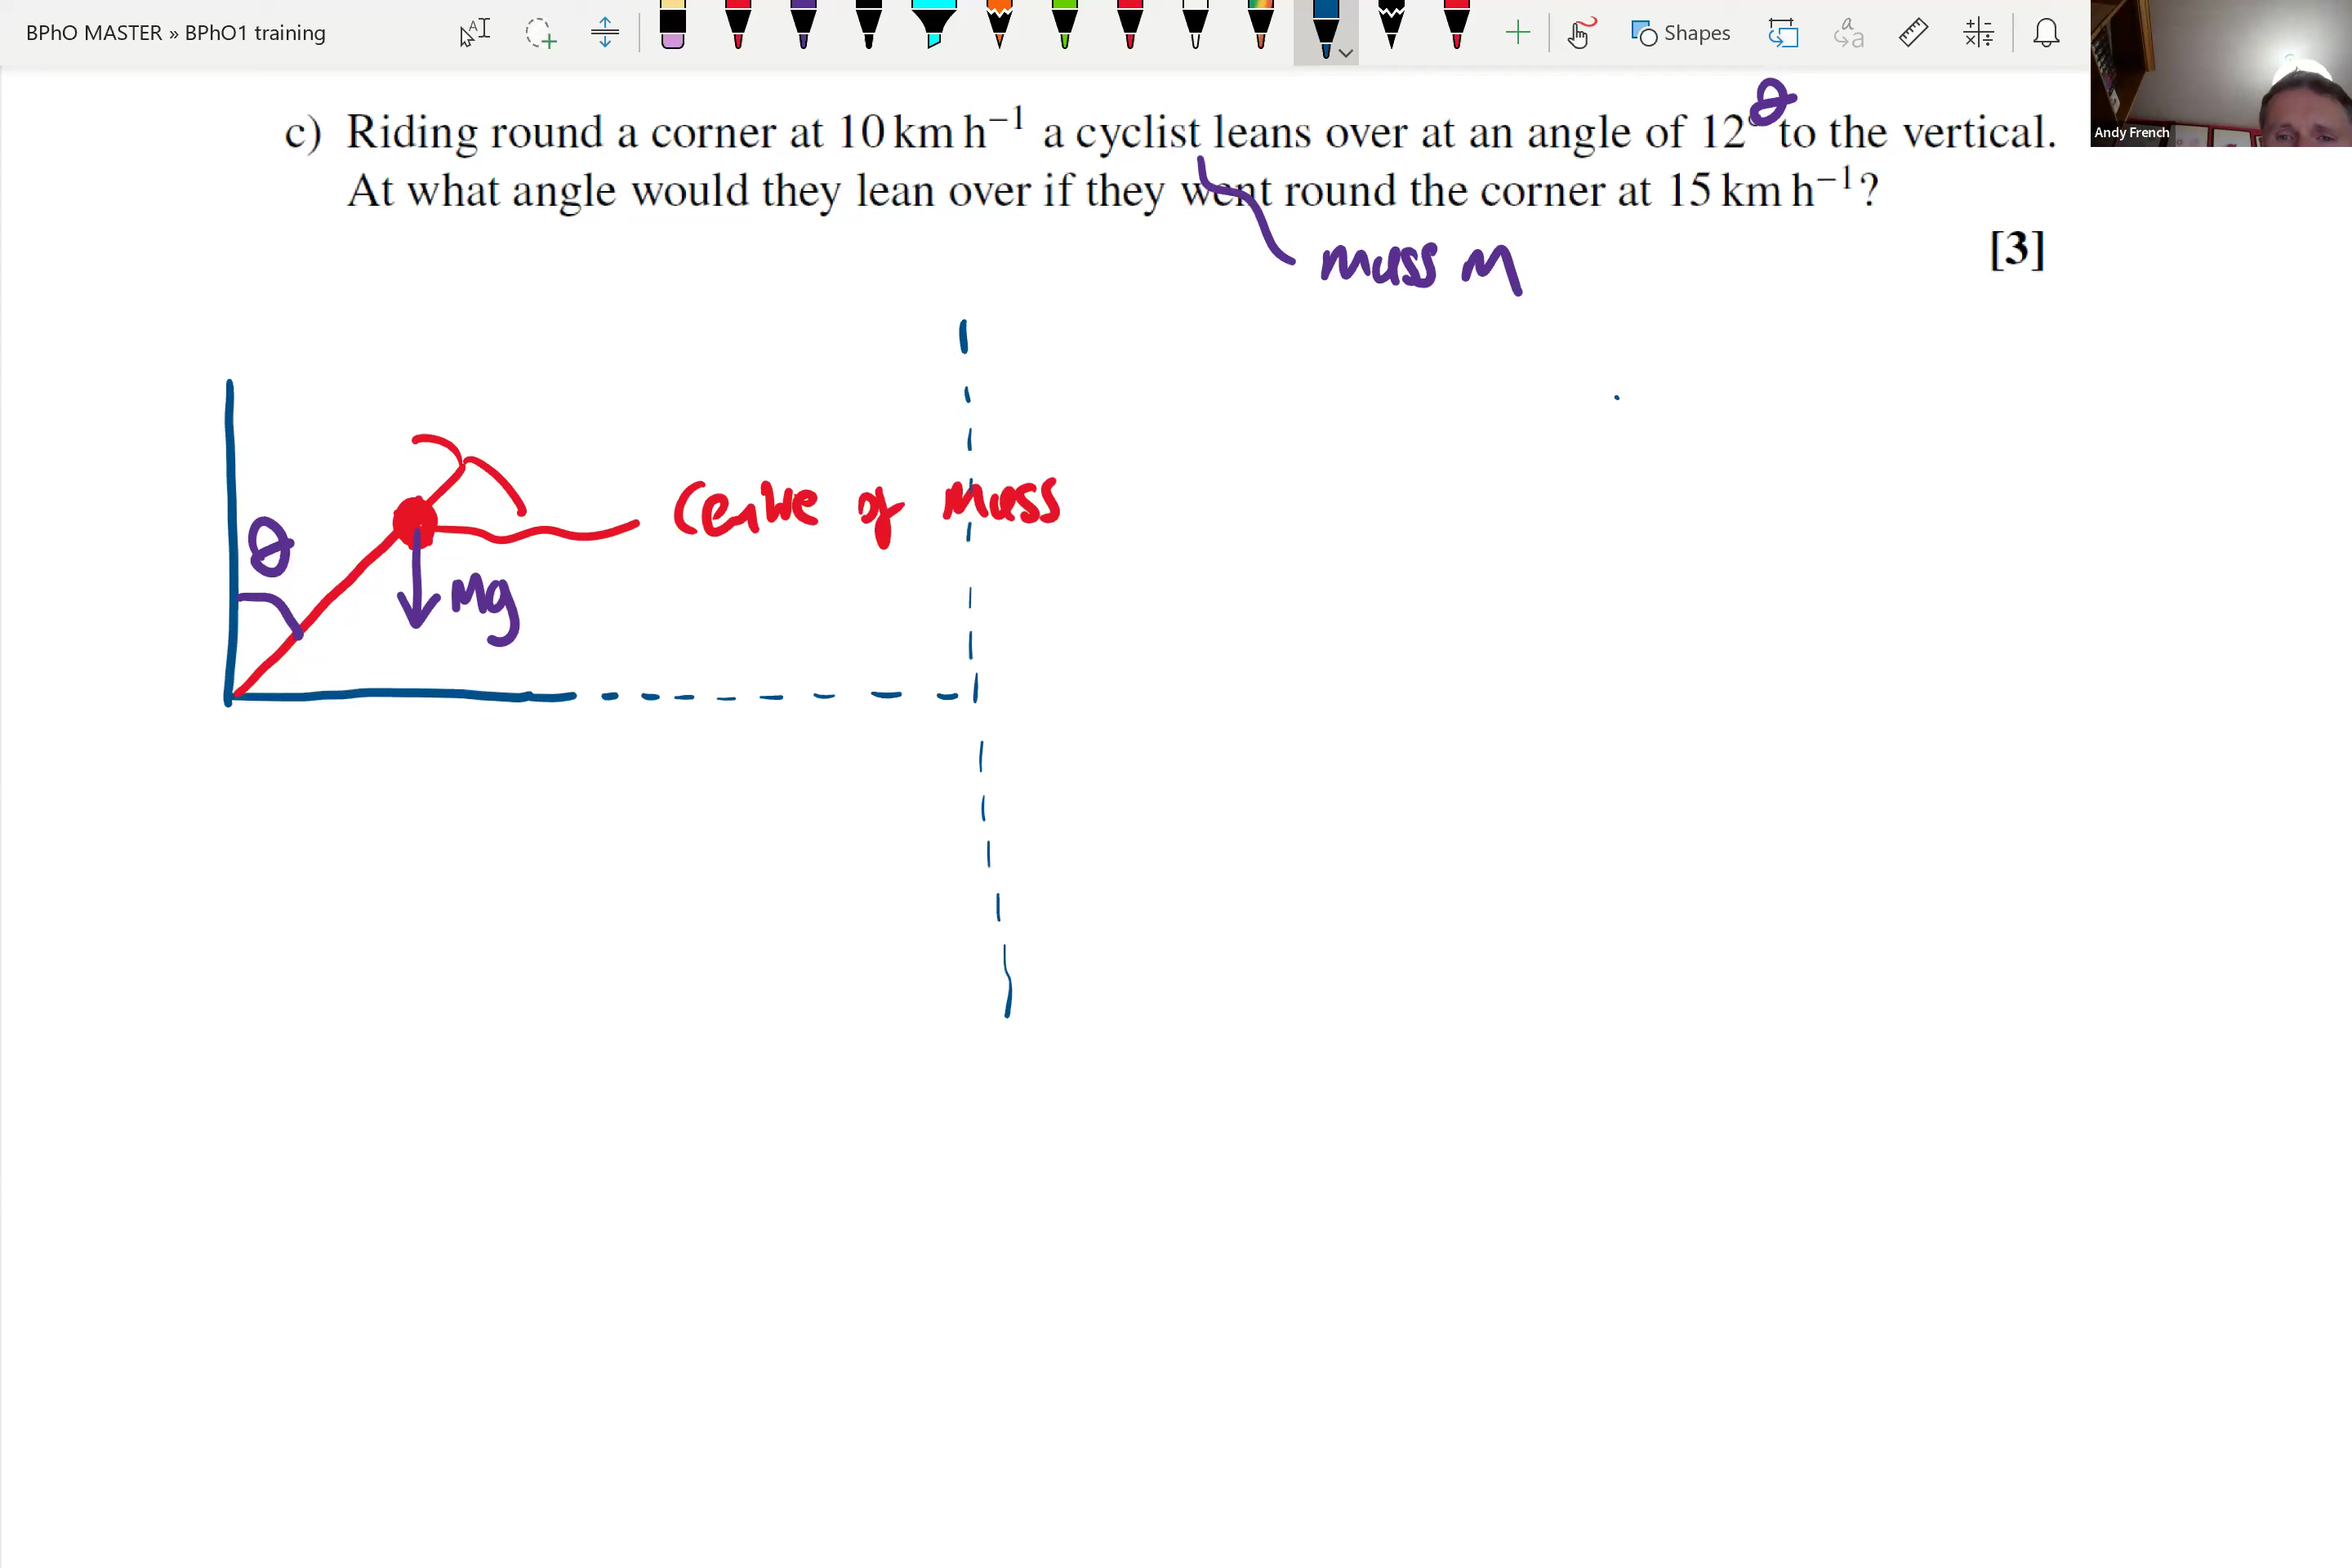 BPhO MASTER » BPhO1 training
Shapes
Andy French
θ
c) Riding round a corner at 10 km h⁻¹ a cyclist leans over at an angle of 12° to the vertical.
At what angle would they lean over if they went round the corner at 15 km h⁻¹?
[3]
mass M
Centre of mass
θ
Mg